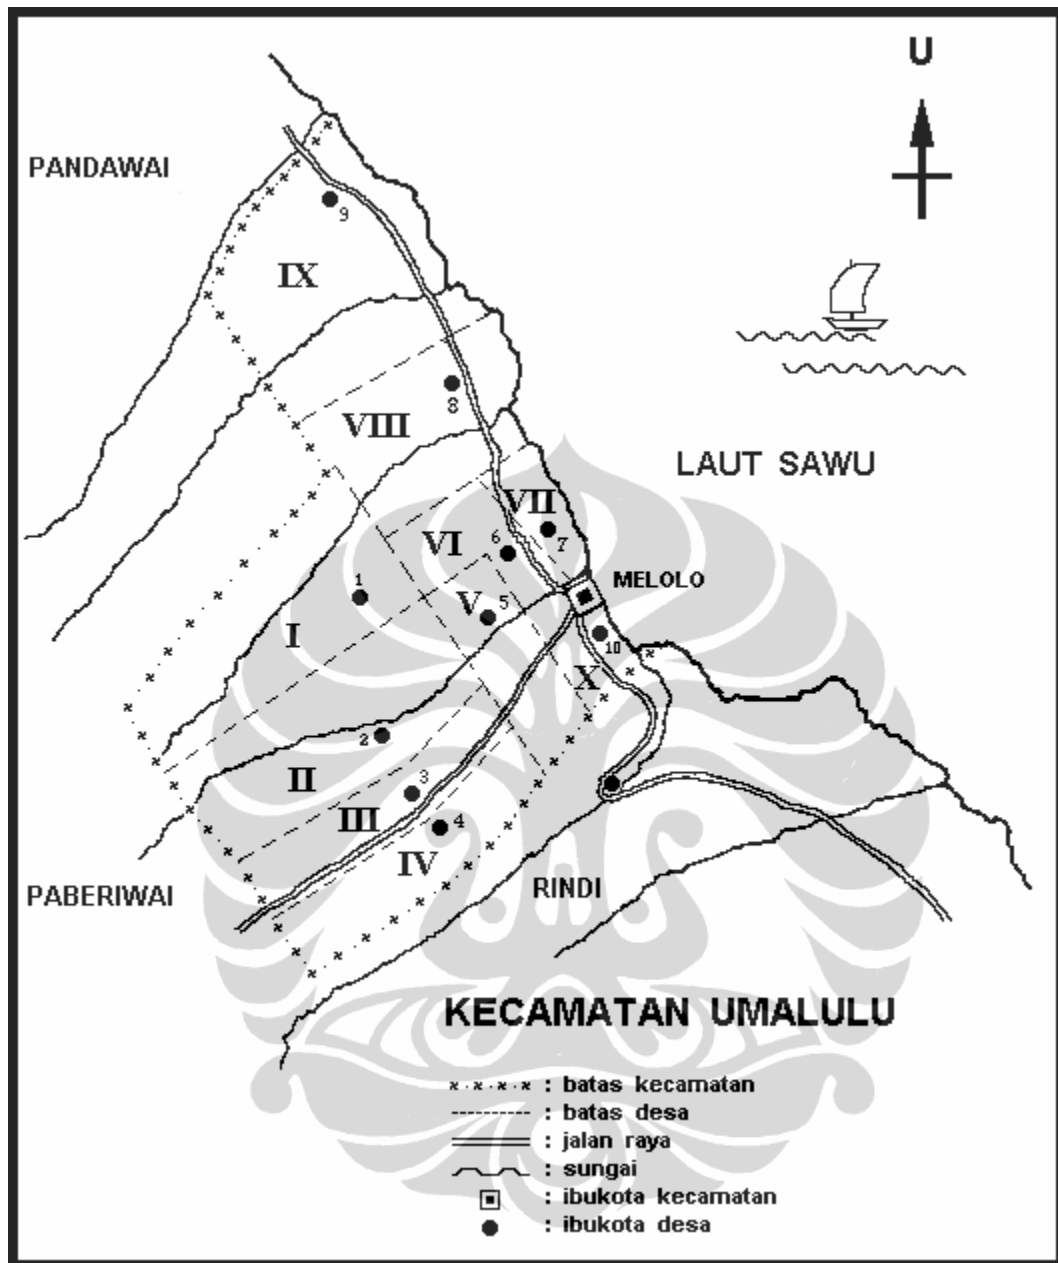 U
PANDAWAI
9
IX
8
VIII
LAUT SAWU
VII
VI
6
7
MELOLO
1
V
5
I
10
X
2
II
3
III
4
IV
RINDI
PABERIWAI
KECAMATAN UMALULU
: batas kecamatan
: batas desa
: jalan raya
: sungai
: ibukota kecamatan
: ibukota desa